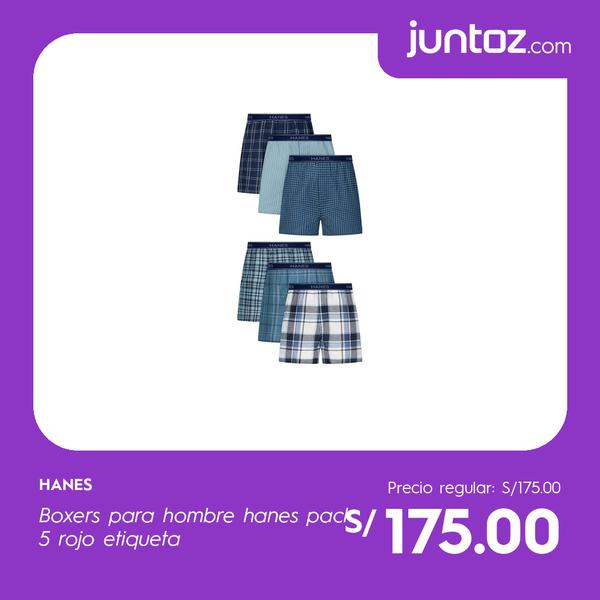 juntoz.com
HANES
HANES
HANES
HANES
HANES
HANES
HANES
Precio regular: S/175.00
Boxers para hombre hanes pack
5 rojo etiqueta
S/ 175.00